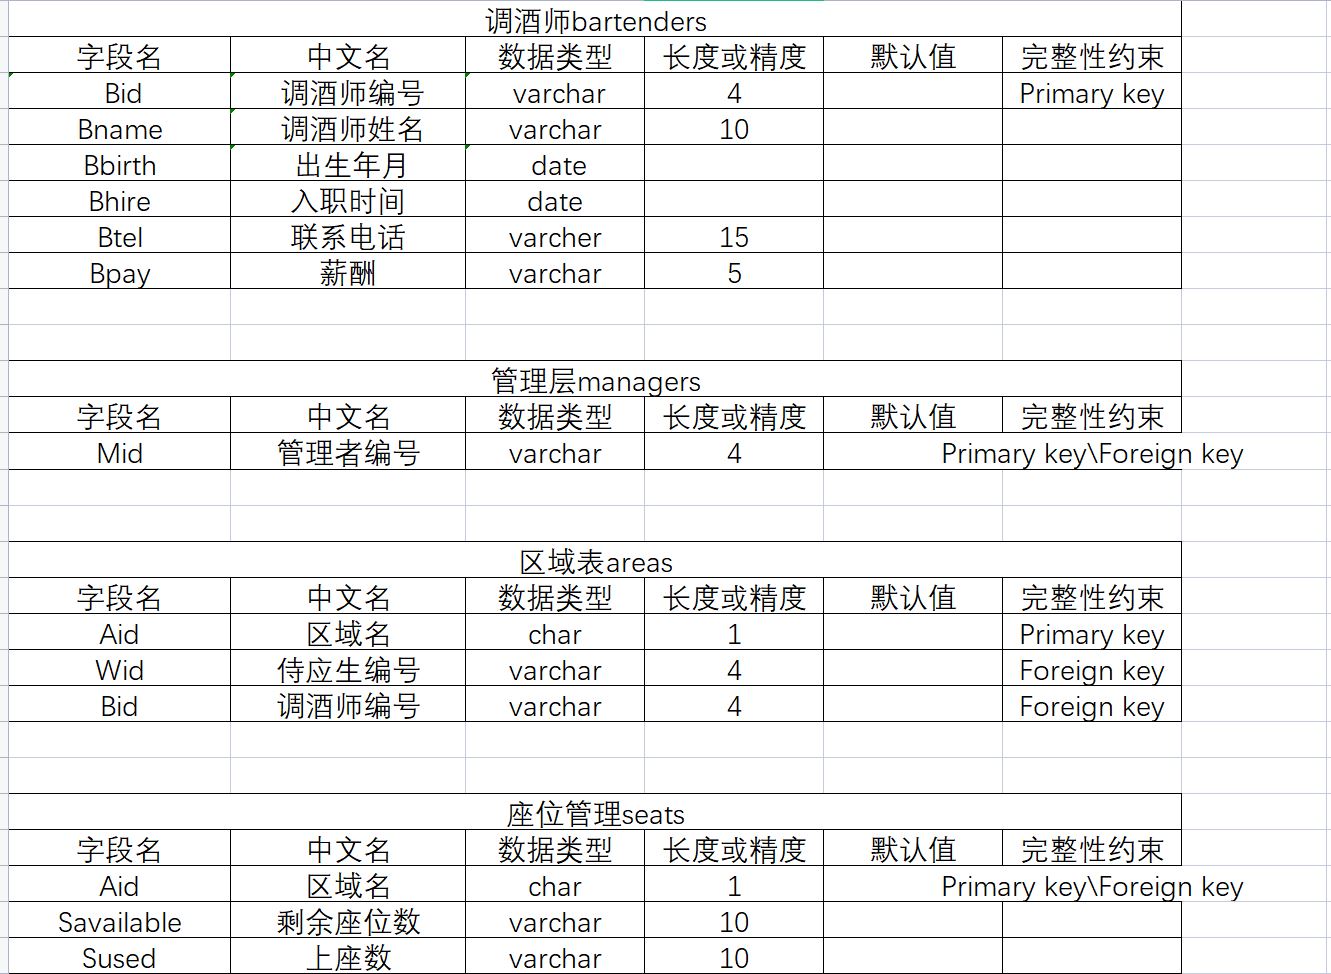 调酒师bartenders
字段名 中文名 数据类型 长度或精度 默认值 完整性约束
Bid 调酒师编号 varchar 4 Primary key
Bname 调酒师姓名 varchar 10
Bbirth 出生年月 date
Bhire 入职时间 date
Btel 联系电话 varcher 15
Bpay 薪酬 varchar 5
管理层managers
字段名 中文名 数据类型 长度或精度 默认值 完整性约束
Mid 管理者编号 varchar 4 Primary key\Foreign key
区域表areas
字段名 中文名 数据类型 长度或精度 默认值 完整性约束
Aid 区域名 char 1 Primary key
Wid 侍应生编号 varchar 4 Foreign key
Bid 调酒师编号 varchar 4 Foreign key
座位管理seats
字段名 中文名 数据类型 长度或精度 默认值 完整性约束
Aid 区域名 char 1 Primary key\Foreign key
Savailable 剩余座位数 varchar 10
Sused 上座数 varchar 10